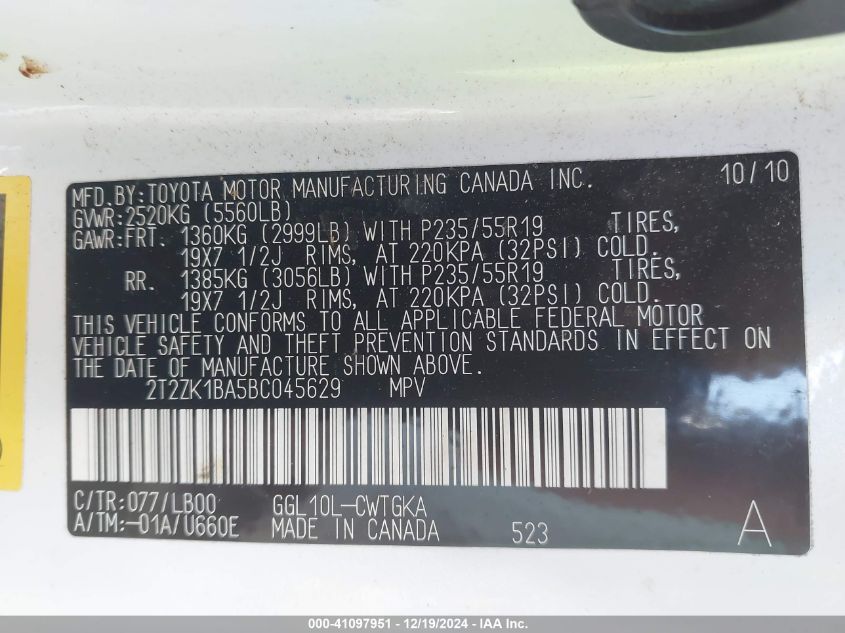 MFD. BY: TOYOTA MOTOR MANUFACTURING CANADA INC. 10/10
GVWR: 2520KG (5560LB)
GAWR: FRT. 1360KG (2999LB) WITH P235/55R19 TIRES,
19X7 1/2J RIMS, AT 220KPA (32PSI) COLD.
RR. 1385KG (3056LB) WITH P235/55R19 TIRES,
19X7 1/2J RIMS, AT 220KPA (32PSI) COLD.
THIS VEHICLE CONFORMS TO ALL APPLICABLE FEDERAL MOTOR
VEHICLE SAFETY AND THEFT PREVENTION STANDARDS IN EFFECT ON
THE DATE OF MANUFACTURE SHOWN ABOVE.
2T2ZK1BA5BC045629 MPV
C/TR: 077/LB00 GGL10L-CWTGKA
A/TM: -01A/U660E MADE IN CANADA 523 A
000-41097951 - 12/19/2024 - IAA Inc.